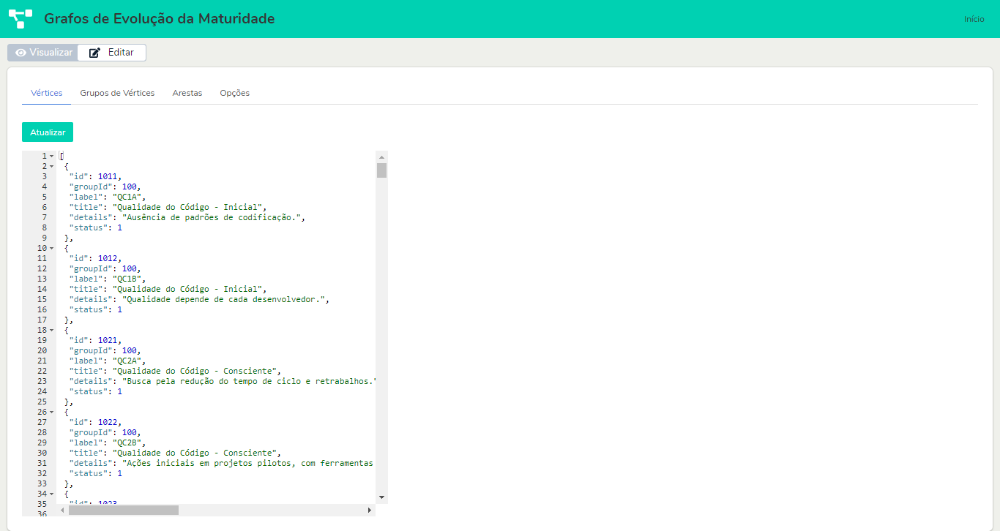 Grafos de Evolução da Maturidade
Início
Visualizar
Editar
Vértices
Grupos de Vértices
Arestas
Opções
Atualizar
1 [
2 {
3 "id": 1011,
4 "groupId": 100,
5 "label": "QC1A",
6 "title": "Qualidade do Código - Inicial",
7 "details": "Ausência de padrões de codificação.",
8 "status": 1
9 },
10 {
11 "id": 1012,
12 "groupId": 100,
13 "label": "QC1B",
14 "title": "Qualidade do Código - Inicial",
15 "details": "Qualidade depende de cada desenvolvedor.",
16 "status": 1
17 },
18 {
19 "id": 1021,
20 "groupId": 100,
21 "label": "QC2A",
22 "title": "Qualidade do Código - Consciente",
23 "details": "Busca pela redução do tempo de ciclo e retrabalhos."
24 "status": 1
25 },
26 {
27 "id": 1022,
28 "groupId": 100,
29 "label": "QC2B",
30 "title": "Qualidade do Código - Consciente",
31 "details": "Ações iniciais em projetos pilotos, com ferramentas
32 "status": 1
33 },
34 {
35 "id": 1023
36